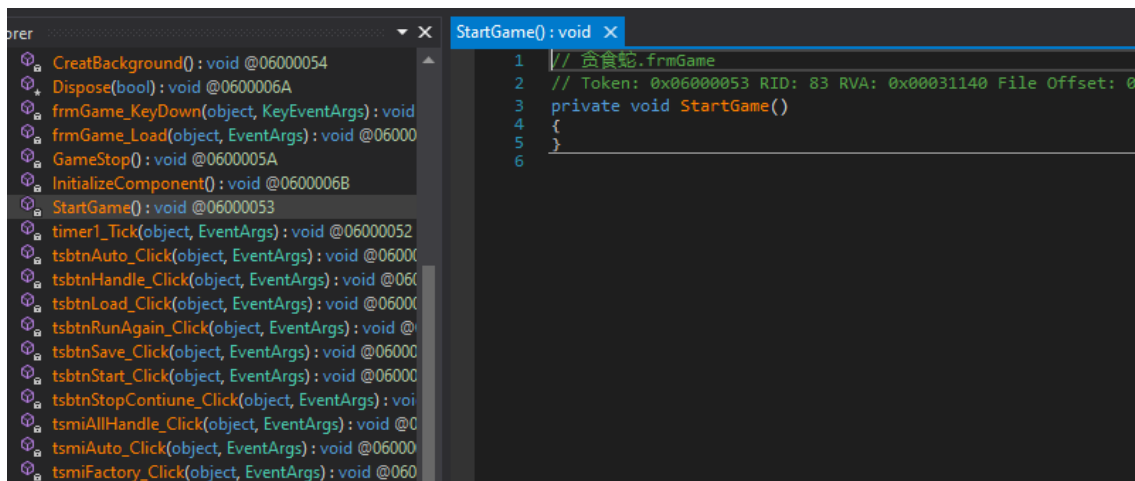 orer
CreatBackground() : void @06000054
Dispose(bool) : void @0600006A
frmGame_KeyDown(object, KeyEventArgs) : void
frmGame_Load(object, EventArgs) : void @06000
GameStop() : void @0600005A
InitializeComponent() : void @0600006B
StartGame() : void @06000053
timer1_Tick(object, EventArgs) : void @06000052
tsbtnAuto_Click(object, EventArgs) : void @06000
tsbtnHandle_Click(object, EventArgs) : void @060
tsbtnLoad_Click(object, EventArgs) : void @06000
tsbtnRunAgain_Click(object, EventArgs) : void @
tsbtnSave_Click(object, EventArgs) : void @06000
tsbtnStart_Click(object, EventArgs) : void @06000
tsbtnStopContiune_Click(object, EventArgs) : voi
tsmiAllHandle_Click(object, EventArgs) : void @0
tsmiAuto_Click(object, EventArgs) : void @06000
tsmiFactory_Click(object, EventArgs) : void @060
StartGame() : void
1 // 贪食蛇.frmGame
2 // Token: 0x06000053 RID: 83 RVA: 0x00031140 File Offset: 0
3 private void StartGame()
4 {
5 }
6